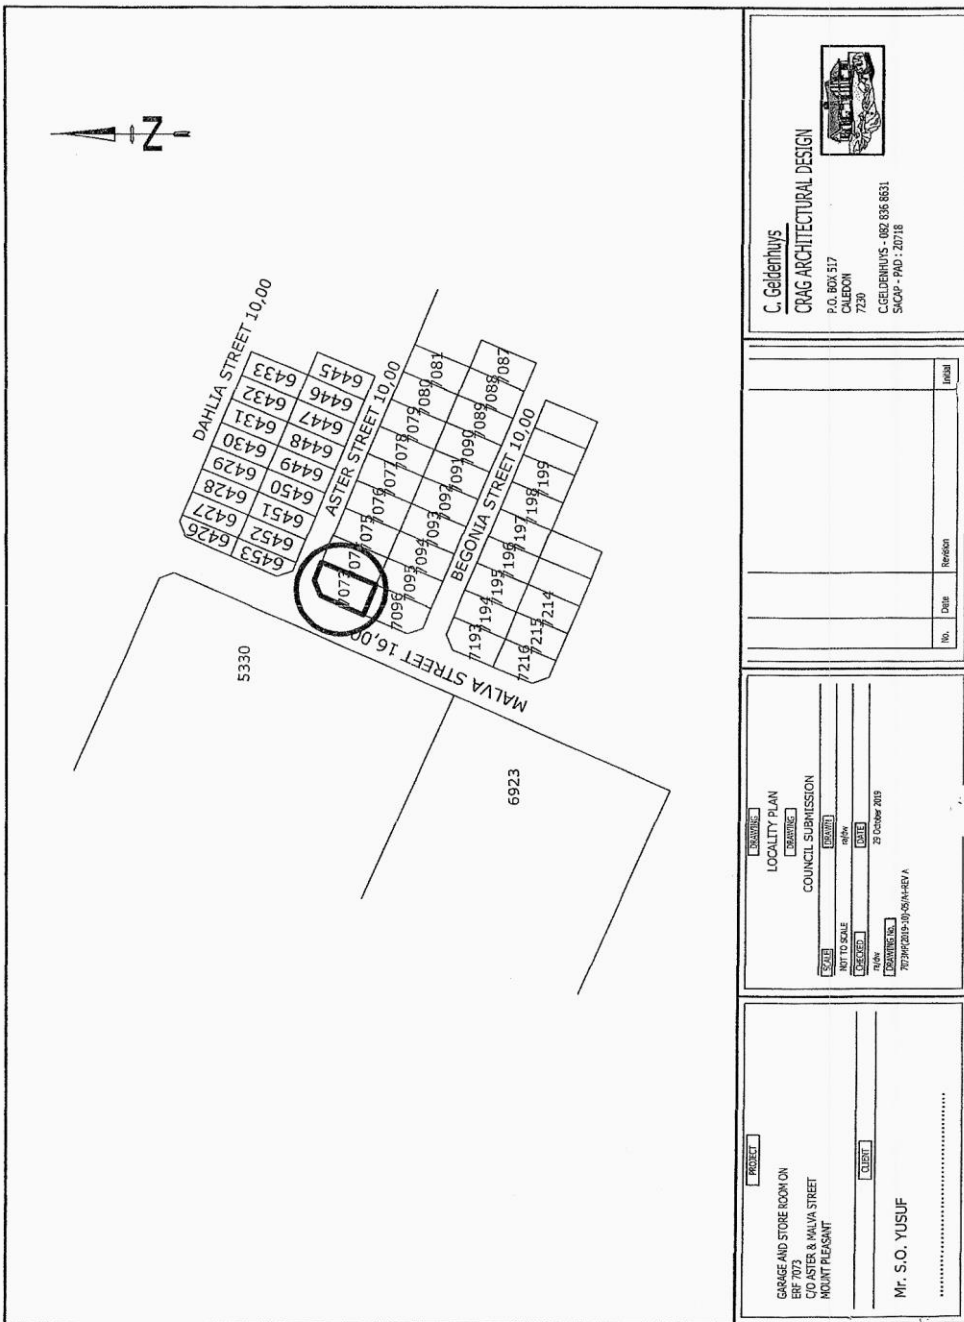 N
DAHLIA STREET 10,00
6426
6427
6428
6429
6430
6431
6432
6433
6453
6452
6451
6450
6449
6448
6447
6446
6445
ASTER STREET 10,00
7073
7074
7075
7076
7077
7078
7079
7080
7081
7096
7095
7094
7093
7092
7091
7090
7089
7088
7087
BEGONIA STREET 10,00
7193
7194
7195
7196
7197
7198
7199
7216
7215
7214
MALVA STREET 16,00
5330
6923
PROJECT
GARAGE AND STORE ROOM ON
ERF 7073
C/O ASTER & MALVA STREET
MOUNT PLEASANT
CLIENT
Mr. S.O. YUSUF
DRAWING
LOCALITY PLAN
DRAWING
COUNCIL SUBMISSION
SCALE
DRAWN
NOT TO SCALE
CHECKED
DATE
29 October 2019
DRAWING No.
No. Date Revision Initial
C. Geldenhuys
CRAG ARCHITECTURAL DESIGN
P.O. BOX 517
CALEDON
7230
C.GELDENHUYS - 082 836 8631
SACAP - PAD : 20718